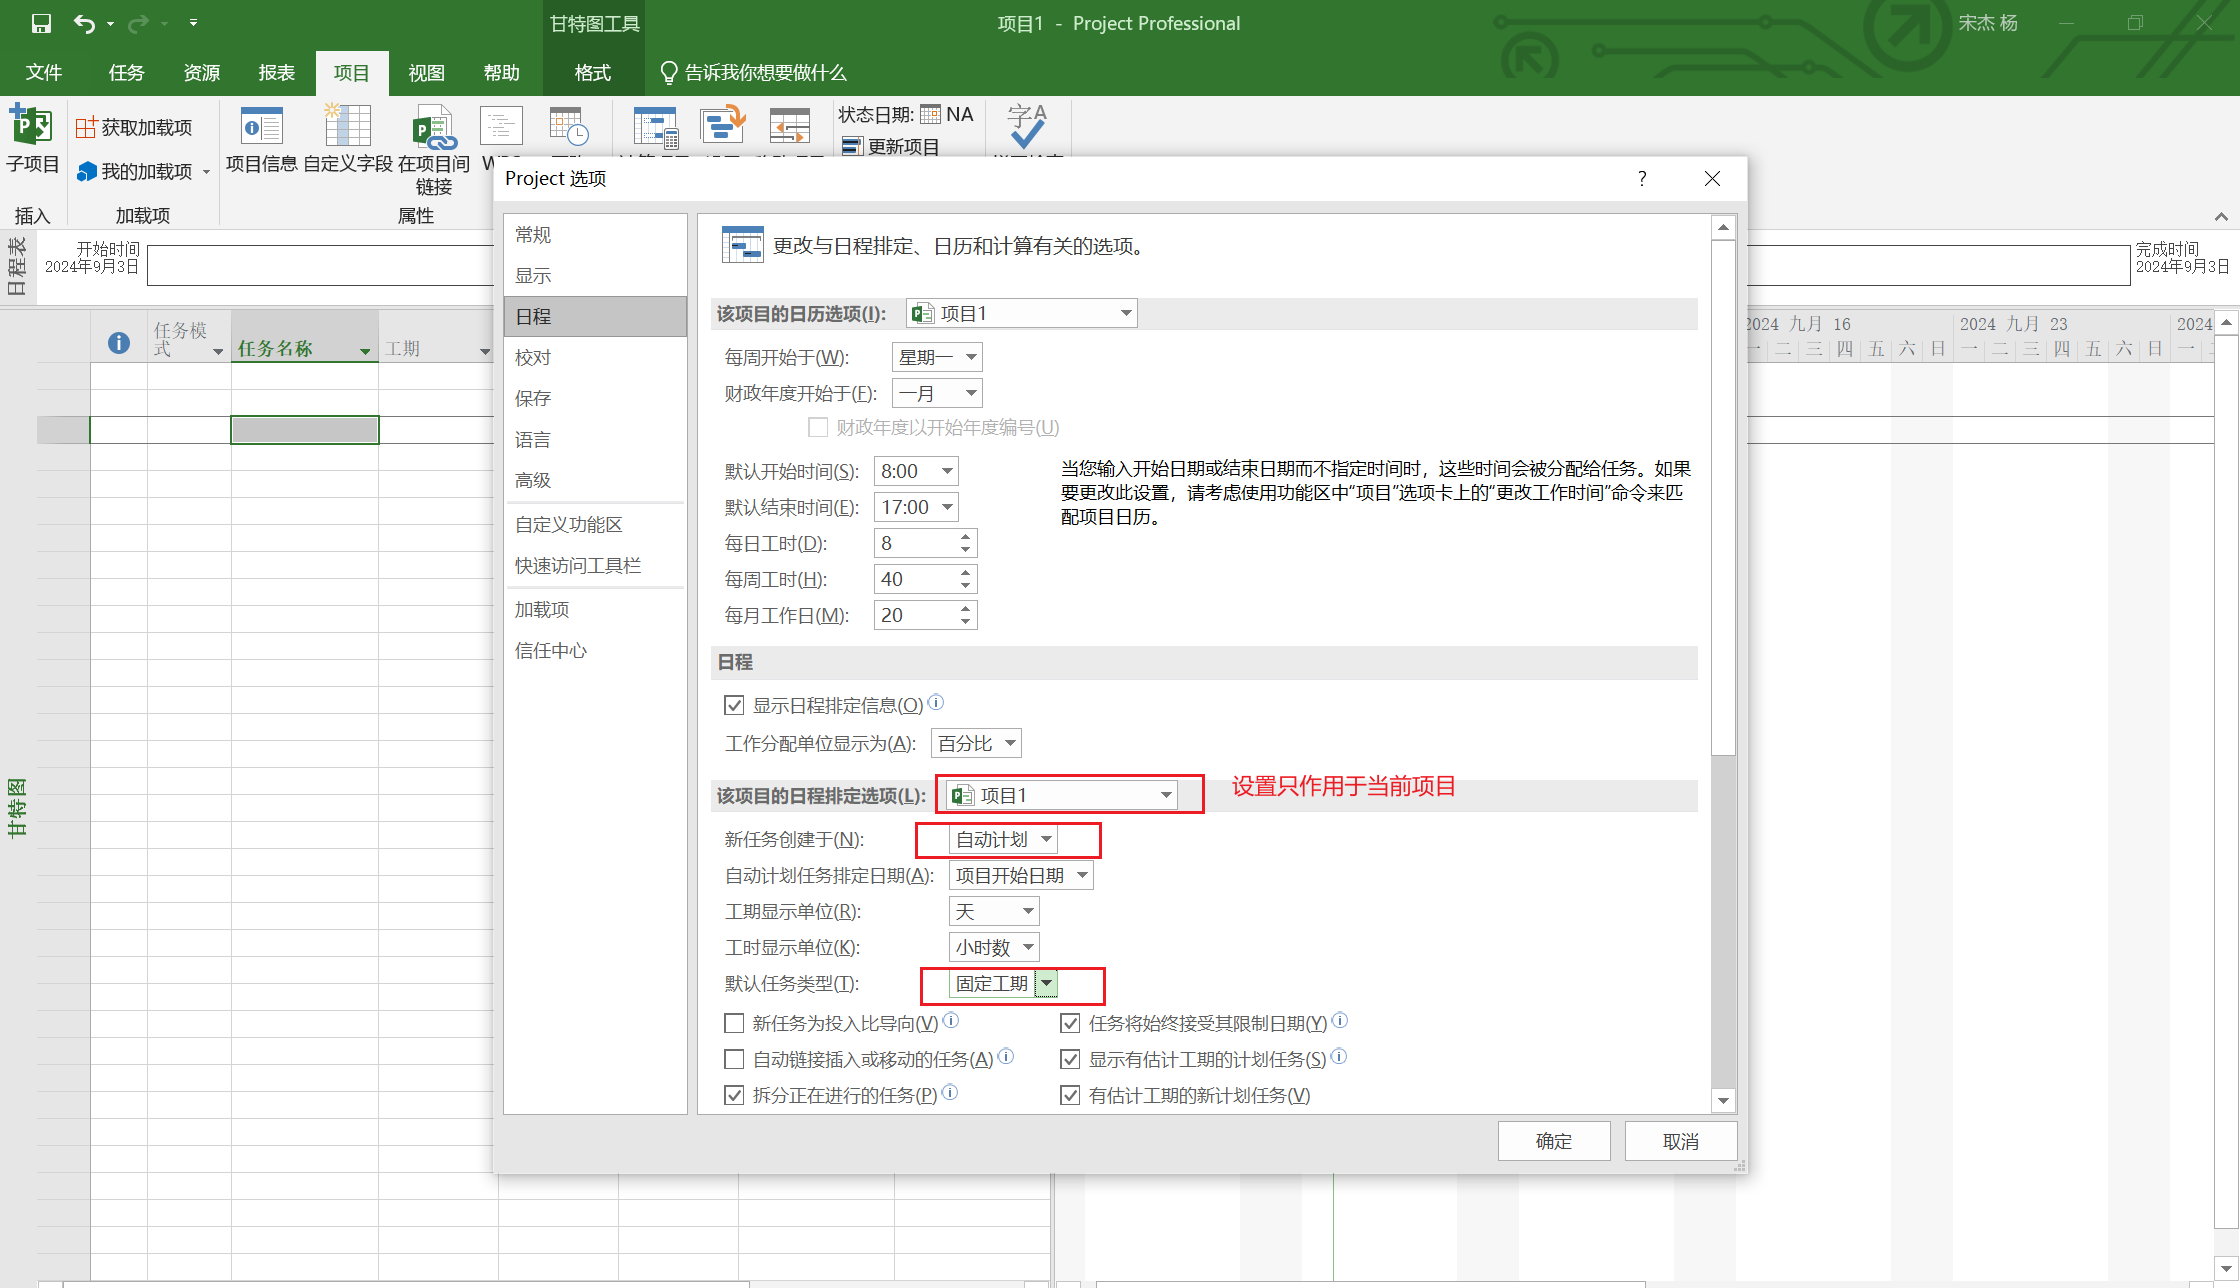 甘特图工具
项目1 - Project Professional
宋杰 杨
文件 任务 资源 报表 项目 视图 帮助 格式 告诉我你想要做什么
子项目
获取加载项
我的加载项
项目信息 自定义字段 在项目间
链接
状态日期: NA
更新项目
字A
插入 加载项 属性
日程表
开始时间
2024年9月3日
完成时间
2024年9月3日
任务模
式
任务名称
工期
2024 九月 16
2024 九月 23
2024
一 二 三 四 五 六 日 一 二 三 四 五 六 日 一
甘特图
Project 选项
?
常规
显示
日程
校对
保存
语言
高级
自定义功能区
快速访问工具栏
加载项
信任中心
更改与日程排定、日历和计算有关的选项。
该项目的日历选项(I): 项目1
每周开始于(W): 星期一
财政年度开始于(F): 一月
财政年度以开始年度编号(U)
默认开始时间(S): 8:00
默认结束时间(E): 17:00
当您输入开始日期或结束日期而不指定时间时，这些时间会被分配给任务。如果
要更改此设置，请考虑使用功能区中“项目”选项卡上的“更改工作时间”命令来匹
配项目日历。
每日工时(D): 8
每周工时(H): 40
每月工作日(M): 20
日程
显示日程排定信息(O)
工作分配单位显示为(A): 百分比
该项目的日程排定选项(L): 项目1
设置只作用于当前项目
新任务创建于(N): 自动计划
自动计划任务排定日期(A): 项目开始日期
工期显示单位(R): 天
工时显示单位(K): 小时数
默认任务类型(T): 固定工期
新任务为投入比导向(V) 任务将始终接受其限制日期(Y)
自动链接插入或移动的任务(A) 显示有估计工期的计划任务(S)
拆分正在进行的任务(P) 有估计工期的新计划任务(V)
确定 取消